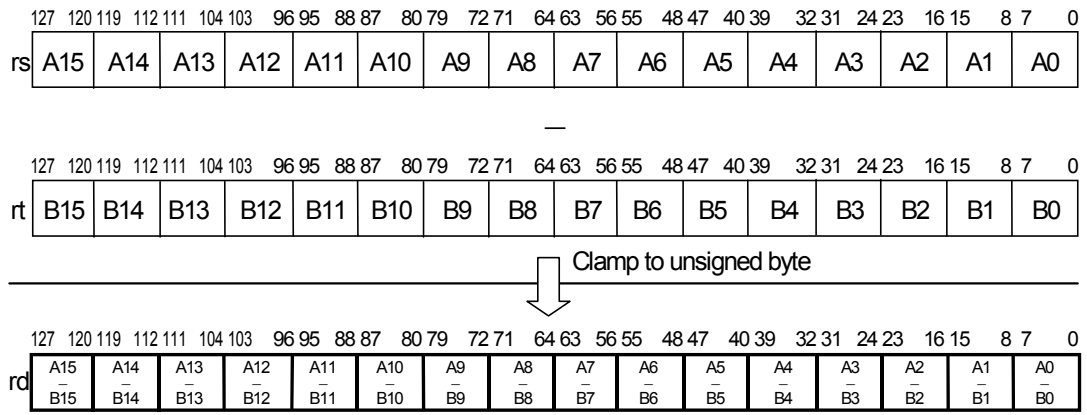 127 120 119 112 111 104 103 96 95 88 87 80 79 72 71 64 63 56 55 48 47 40 39 32 31 24 23 16 15 8 7 0
rs A15 A14 A13 A12 A11 A10 A9 A8 A7 A6 A5 A4 A3 A2 A1 A0
–
127 120 119 112 111 104 103 96 95 88 87 80 79 72 71 64 63 56 55 48 47 40 39 32 31 24 23 16 15 8 7 0
rt B15 B14 B13 B12 B11 B10 B9 B8 B7 B6 B5 B4 B3 B2 B1 B0
Clamp to unsigned byte
127 120 119 112 111 104 103 96 95 88 87 80 79 72 71 64 63 56 55 48 47 40 39 32 31 24 23 16 15 8 7 0
A15 A14 A13 A12 A11 A10 A9 A8 A7 A6 A5 A4 A3 A2 A1 A0
rd – – – – – – – – – – – – – – – –
B15 B14 B13 B12 B11 B10 B9 B8 B7 B6 B5 B4 B3 B2 B1 B0